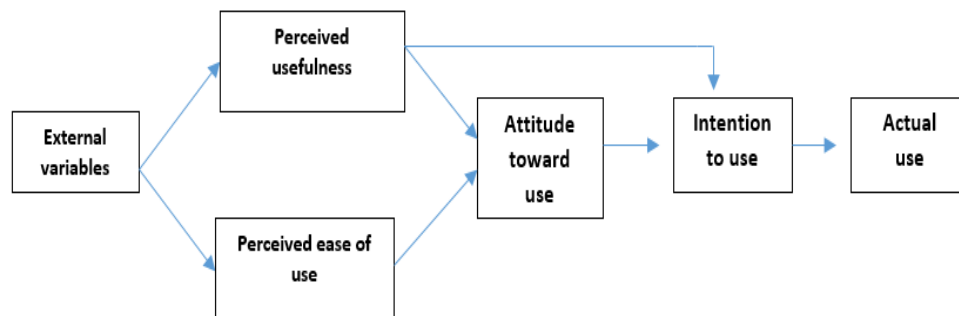 Perceived
usefulness
External
variables
Perceived ease of
use
Attitude
toward
use
Intention
to use
Actual
use